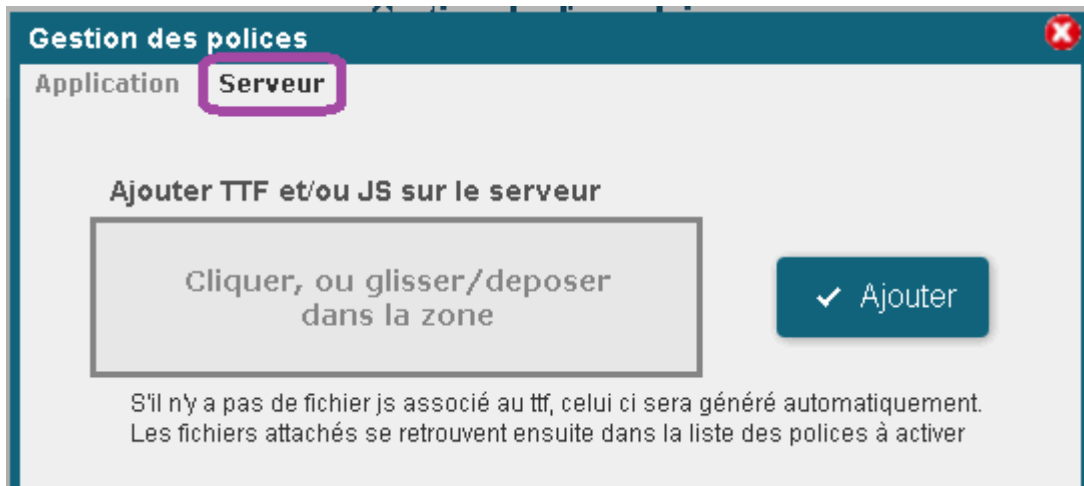 Gestion des polices
Application Serveur
Ajouter TTF et/ou JS sur le serveur
Cliquer, ou glisser/deposer
dans la zone
Ajouter
S'il n'y a pas de fichier js associé au ttf, celui ci sera généré automatiquement.
Les fichiers attachés se retrouvent ensuite dans la liste des polices à activer